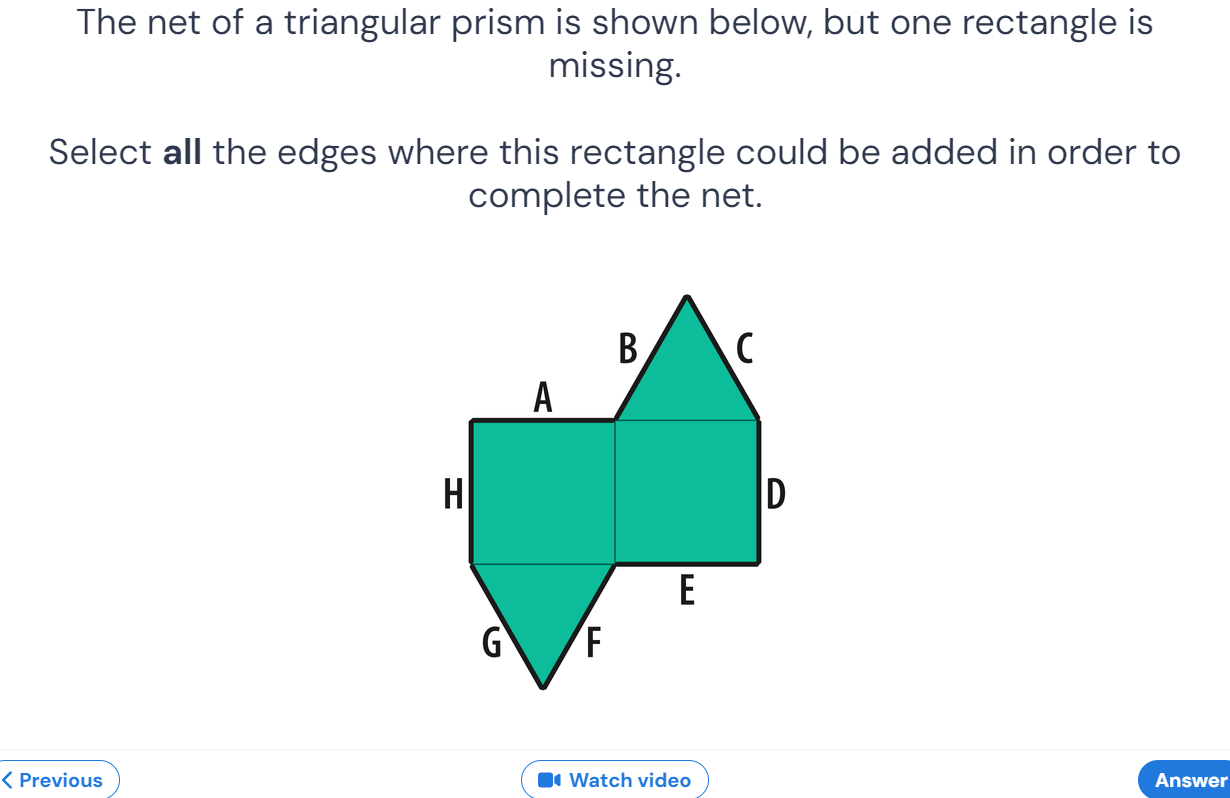 The net of a triangular prism is shown below, but one rectangle is
missing.
Select all the edges where this rectangle could be added in order to
complete the net.
B
C
A
H
D
E
G
F
Previous
Watch video
Answer